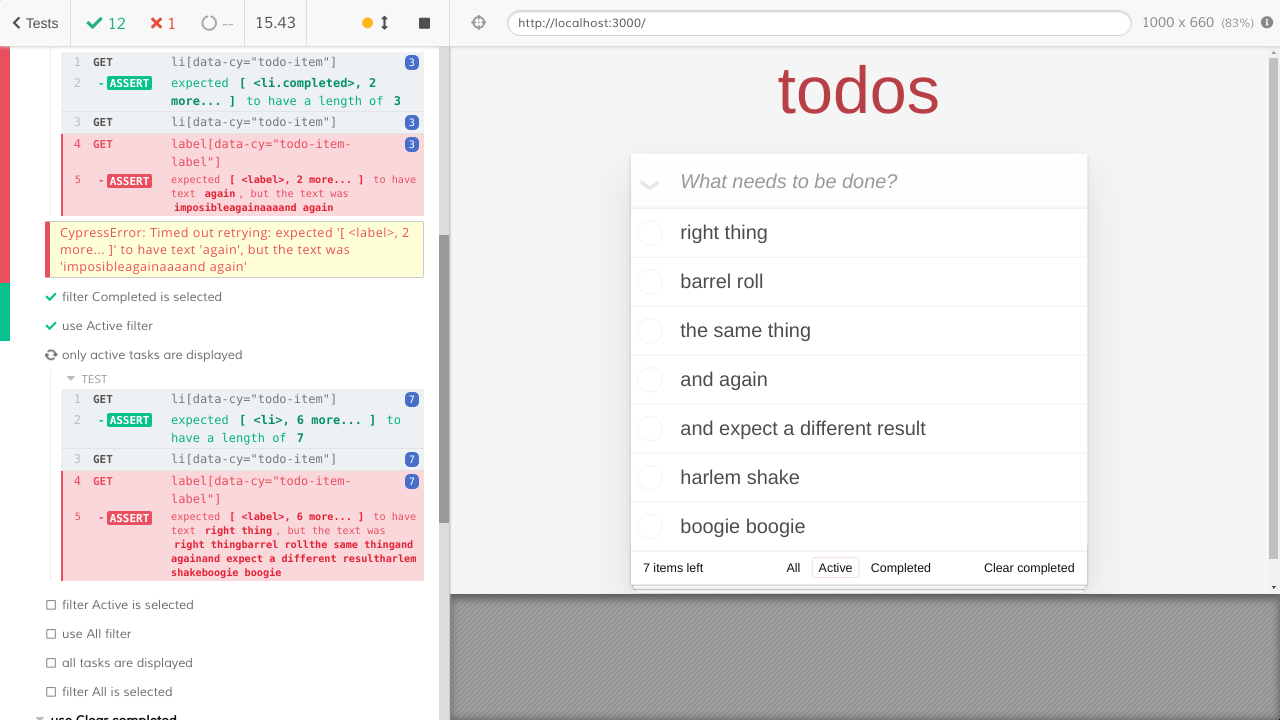 Tests
12
1
--
15.43
http://localhost:3000/
1000 x 660 (83%)
1 GET li[data-cy="todo-item"] 3
2 -ASSERT expected [ <li.completed>, 2
more... ] to have a length of 3
3 GET li[data-cy="todo-item"] 3
4 GET label[data-cy="todo-item- 3
label"]
5 -ASSERT expected [ <label>, 2 more... ] to have
text again , but the text was
imposibleagainaaaand again
CypressError: Timed out retrying: expected '[ <label>, 2
more... ]' to have text 'again', but the text was
'imposibleagainaaaand again'
filter Completed is selected
use Active filter
only active tasks are displayed
TEST
1 GET li[data-cy="todo-item"] 7
2 -ASSERT expected [ <li>, 6 more... ] to
have a length of 7
3 GET li[data-cy="todo-item"] 7
4 GET label[data-cy="todo-item- 7
label"]
5 -ASSERT expected [ <label>, 6 more... ] to have
text right thing , but the text was
right thingbarrel rollthe same thingand
againand expect a different resultharlem
shakeboogie boogie
filter Active is selected
use All filter
all tasks are displayed
filter All is selected
use Clear completed
todos
What needs to be done?
right thing
barrel roll
the same thing
and again
and expect a different result
harlem shake
boogie boogie
7 items left All Active Completed Clear completed